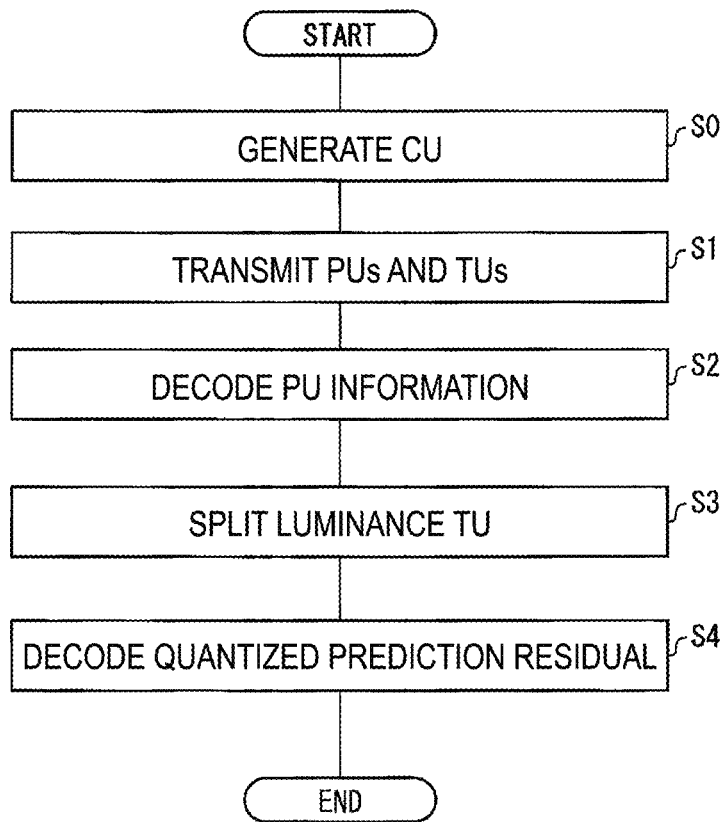 START
GENERATE CU
S0
TRANSMIT PUs AND TUs
S1
DECODE PU INFORMATION
S2
SPLIT LUMINANCE TU
S3
DECODE QUANTIZED PREDICTION RESIDUAL
S4
END